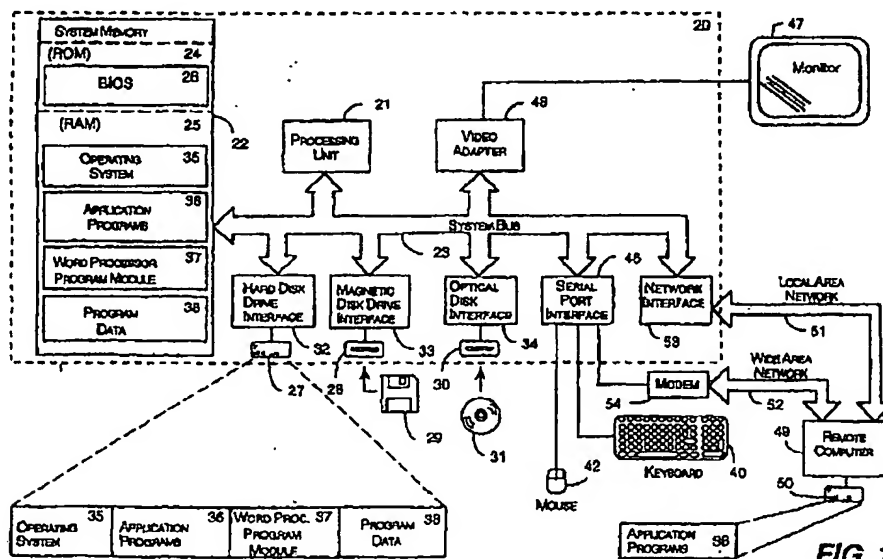 SYSTEM MEMORY
(ROM) 24
BIOS 26
(RAM) 25
22
OPERATING SYSTEM 35
APPLICATION PROGRAMS 36
WORD PROCESSOR PROGRAM MODULE 37
PROGRAM DATA 38
20
21
PROCESSING UNIT
48
VIDEO ADAPTER
47
Monitor
SYSTEM BUS
23
HARD DISK DRIVE INTERFACE
32
MAGNETIC DISK DRIVE INTERFACE
33
OPTICAL DISK INTERFACE
34
46
SERIAL PORT INTERFACE
NETWORK INTERFACE
53
LOCAL AREA NETWORK
51
WIDE AREA NETWORK
52
MODEM
54
27
28
29
30
31
42
MOUSE
KEYBOARD
40
49
REMOTE COMPUTER
50
OPERATING SYSTEM 35
APPLICATION PROGRAMS 36
WORD PROC. PROGRAM MODULE 37
PROGRAM DATA 38
APPLICATION PROGRAMS 36
FIG.